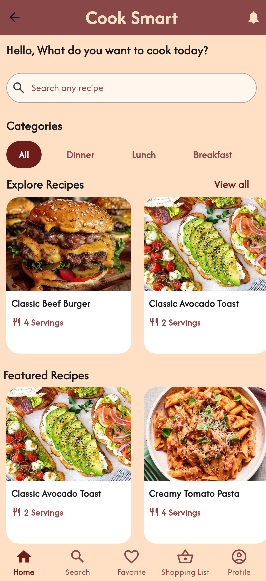 Cook Smart
Hello, What do you want to cook today?
Search any recipe
Categories
All Dinner Lunch Breakfast
Explore Recipes View all
Classic Beef Burger Classic Avocado Toast
4 Servings 2 Servings
Featured Recipes
Classic Avocado Toast Creamy Tomato Pasta
2 Servings 4 Servings
Home Search Favorite Shopping List Profile